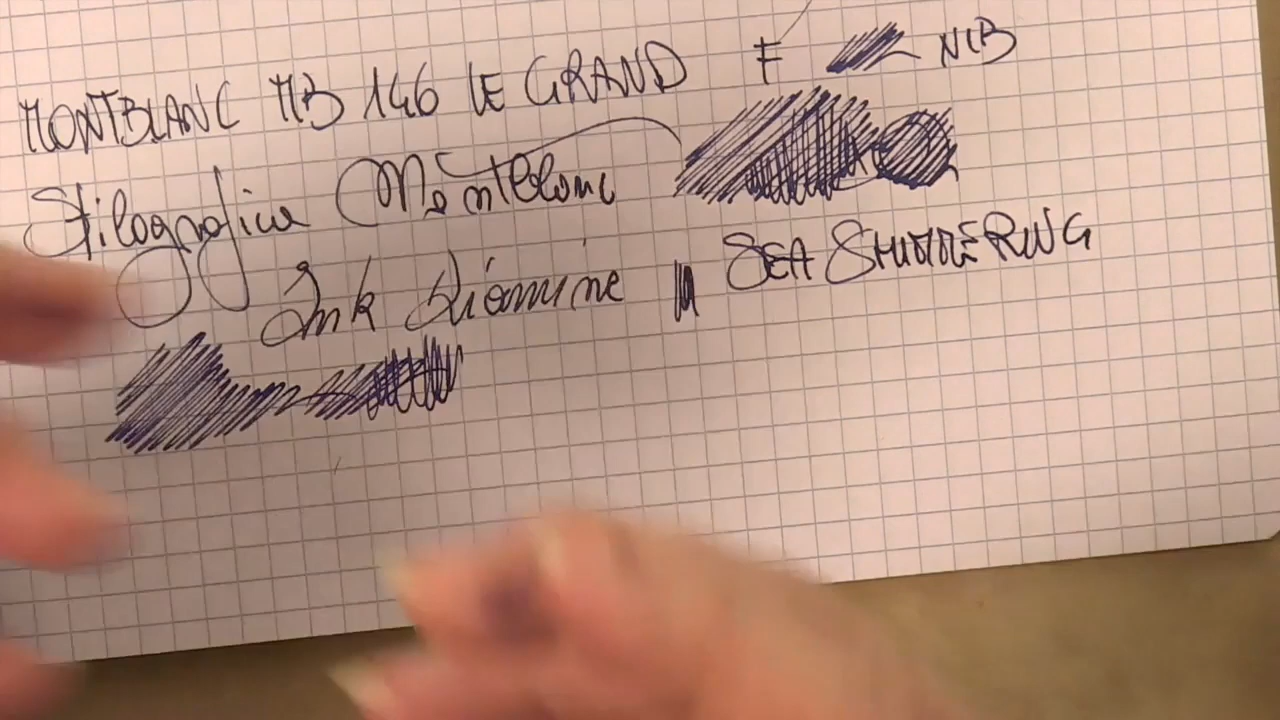 MONTBLANC MB 146 LE GRAND F NIB
Stilografica Montblanc
Ink Diamine SEA SHIMMERING